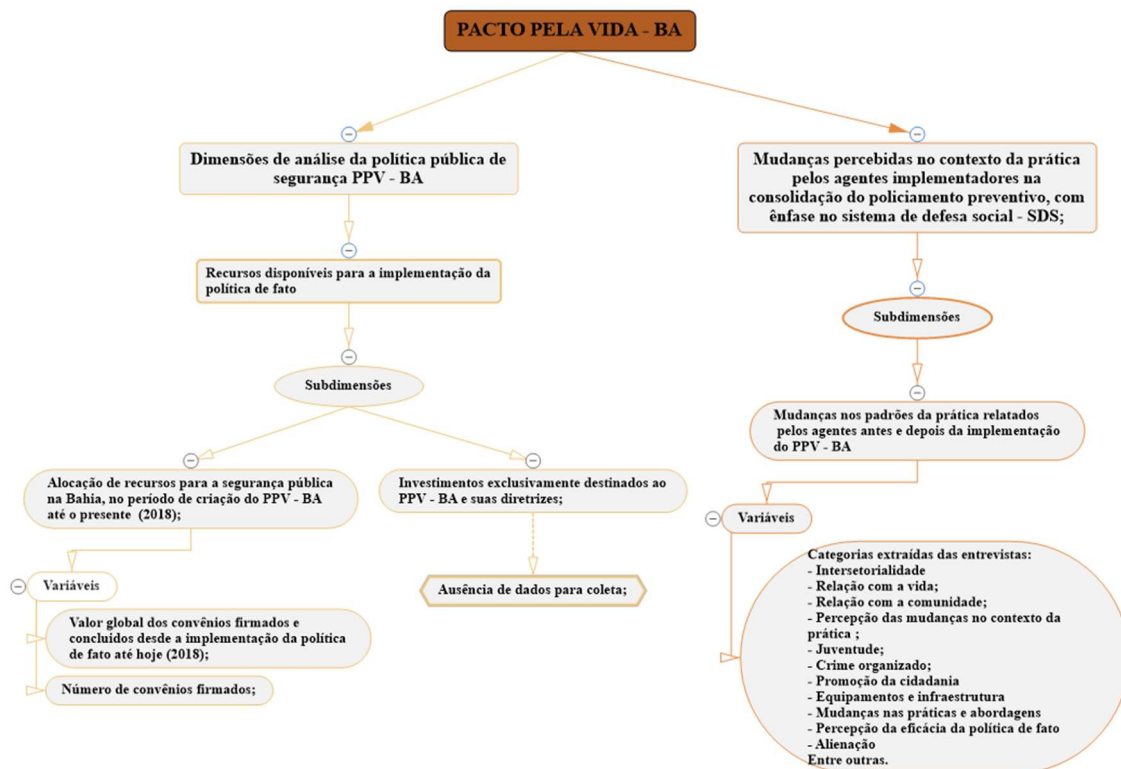 PACTO PELA VIDA - BA
Dimensões de análise da política pública de
segurança PPV - BA
Recursos disponíveis para a implementação da
política de fato
Subdimensões
Alocação de recursos para a segurança pública
na Bahia, no período de criação do PPV - BA
até o presente (2018);
Variáveis
Valor global dos convênios firmados e
concluídos desde a implementação da política
de fato até hoje (2018);
Número de convênios firmados;
Investimentos exclusivamente destinados ao
PPV - BA e suas diretrizes;
Ausência de dados para coleta;
Mudanças percebidas no contexto da prática
pelos agentes implementadores na
consolidação do policiamento preventivo, com
ênfase no sistema de defesa social - SDS;
Subdimensões
Mudanças nos padrões da prática relatados
pelos agentes antes e depois da implementação
do PPV - BA
Variáveis
Categorias extraídas das entrevistas:
- Intersetorialidade
- Relação com a vida;
- Relação com a comunidade;
- Percepção das mudanças no contexto da
prática ;
- Juventude;
- Crime organizado;
- Promoção da cidadania
- Equipamentos e infraestrutura
- Mudanças nas práticas e abordagens
- Percepção da eficácia da política de fato
- Alienação
Entre outras.